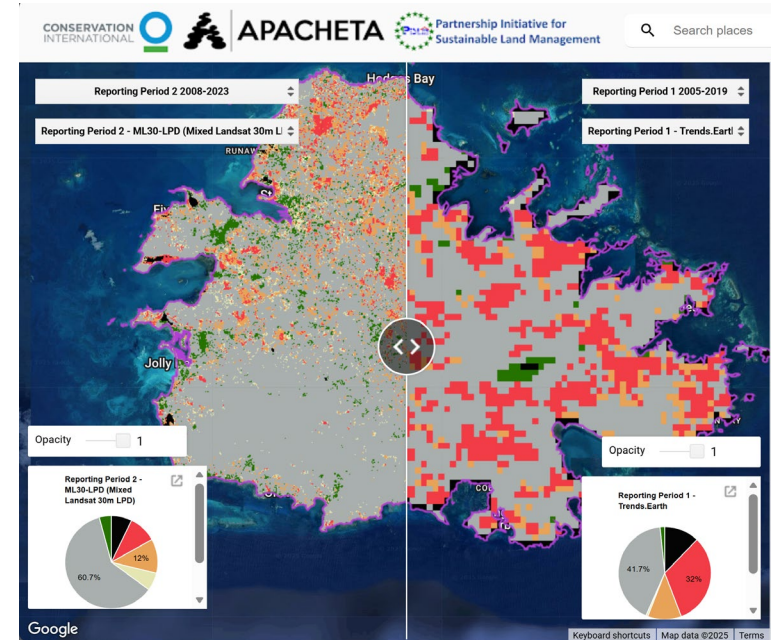 CONSERVATION
INTERNATIONAL
APACHETA
Partnership Initiative for
Sustainable Land Management
Search places
Reporting Period 2 2008-2023
Reporting Period 2 - ML30-LPD (Mixed Landsat 30m L
Bay
Reporting Period 1 2005-2019
Reporting Period 1 - Trends.Eart
RUNAW
St
Fiv
Jolly
Opacity
1
Opacity
1
Reporting Period 2 -
ML30-LPD (Mixed
Landsat 30m LPD)
12%
60.7%
Reporting Period 1 -
Trends.Earth
41.7%
32%
Google
Keyboard shortcuts
Map data ©2025
Terms